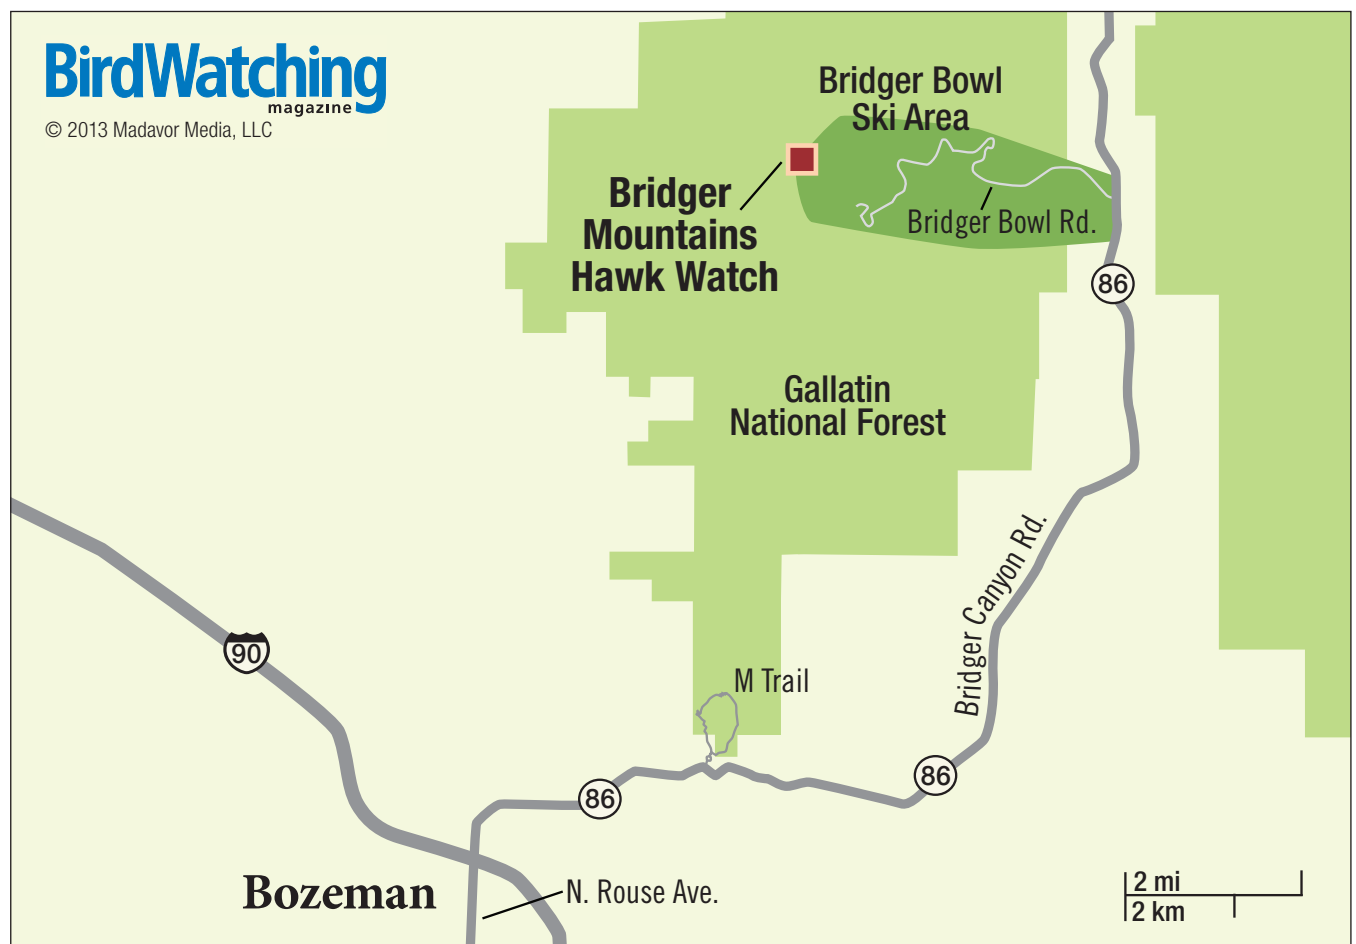 BirdWatching
magazine
© 2013 Madavor Media, LLC
Bridger Bowl
Ski Area
Bridger
Mountains
Hawk Watch
Bridger Bowl Rd.
86
Gallatin
National Forest
Bridger Canyon Rd.
90
M Trail
86
86
Bozeman
N. Rouse Ave.
2 mi
2 km